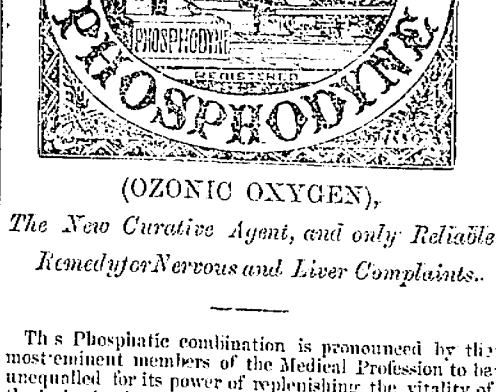 PHOSPHODYNE
REGISTERED
PHOSPHODYNE
(OZONIC OXYGEN),
The New Curative Agent, and only Reliable
Remedy for Nervous and Liver Complaints.
Th s Phosphatic combination is pronounced by the
most eminent members of the Medical Profession to be
unequalled for its power of replenishing the vitality of